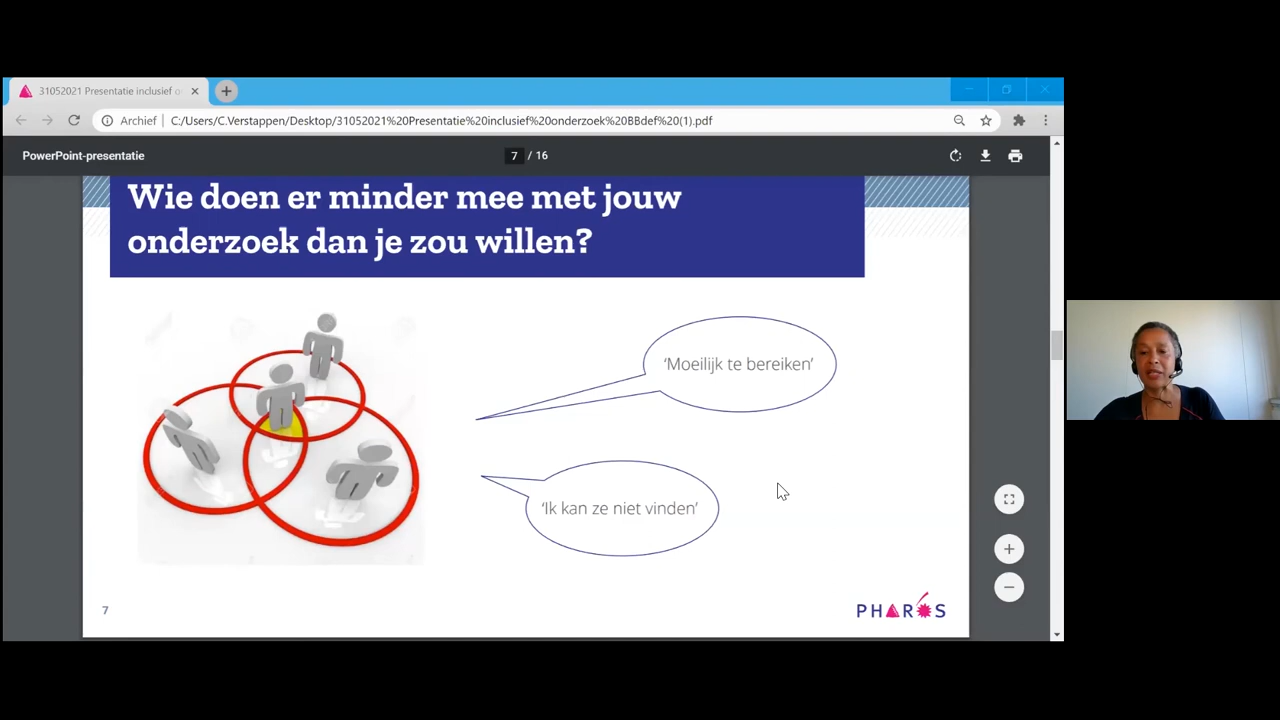 31052021 Presentatie inclusief o
Archief
C:/Users/C.Verstappen/Desktop/31052021%20Presentatie%20inclusief%20onderzoek%20BBdef%20(1).pdf
PowerPoint-presentatie
7 / 16
Wie doen er minder mee met jouw
onderzoek dan je zou willen?
‘Moeilijk te bereiken’
‘Ik kan ze niet vinden’
7
PHAROS